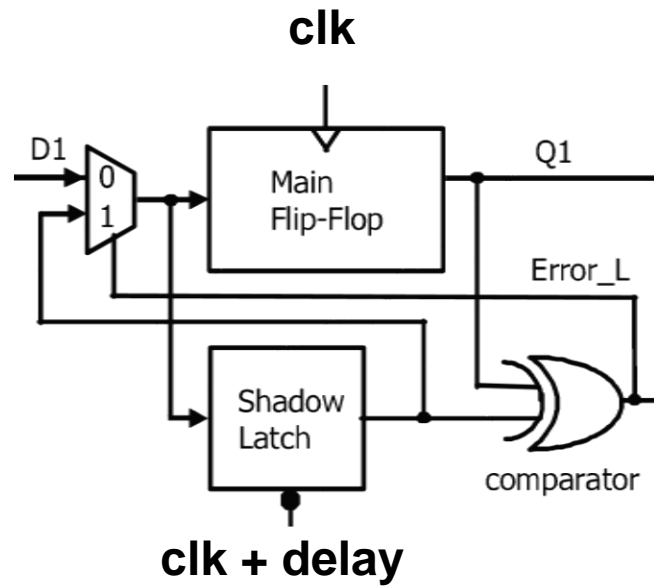 clk
D1
0
1
Main
Flip-Flop
Q1
Error_L
Shadow
Latch
comparator
clk + delay